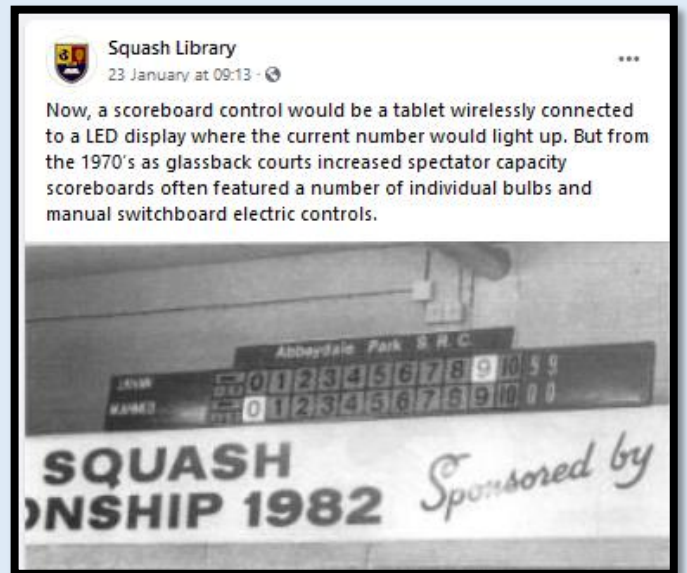 Squash Library
23 January at 09:13 ·
Now, a scoreboard control would be a tablet wirelessly connected
to a LED display where the current number would light up. But from
the 1970's as glassback courts increased spectator capacity
scoreboards often featured a number of individual bulbs and
manual switchboard electric controls.
Abbeydale Park S.R.C.
0 1 2 3 4 5 6 7 8 9 10
0 1 2 3 4 5 6 7 8 9 10 0 0
SQUASH
ONSHIP 1982
Sponsored by